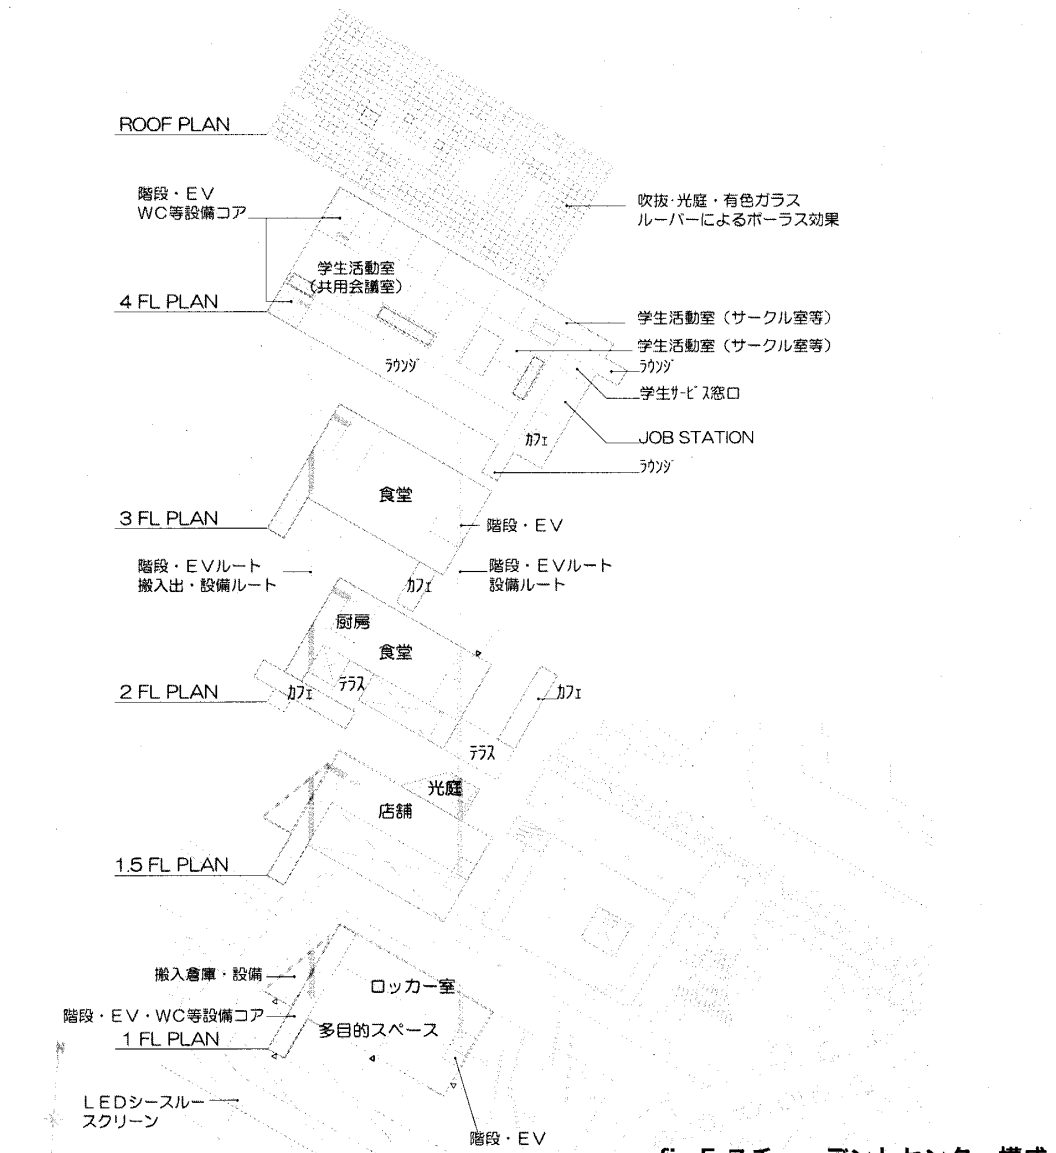 ROOF PLAN
階段・EV
WC等設備コア
吹抜・光庭・有色ガラス
ルーバーによるポーラス効果
学生活動室
(共用会議室)
4 FL PLAN
学生活動室（サークル室等）
学生活動室（サークル室等）
ラウンジ
ラウンジ
学生サービス窓口
カフェ
JOB STATION
ラウンジ
食堂
3 FL PLAN
階段・EV
階段・EVルート
搬入出・設備ルート
階段・EVルート
設備ルート
カフェ
厨房
食堂
テラス
2 FL PLAN
カフェ
カフェ
テラス
光庭
店舗
1.5 FL PLAN
搬入倉庫・設備
ロッカー室
階段・EV・WC等設備コア
多目的スペース
1 FL PLAN
N
LEDシースルー
スクリーン
階段・EV